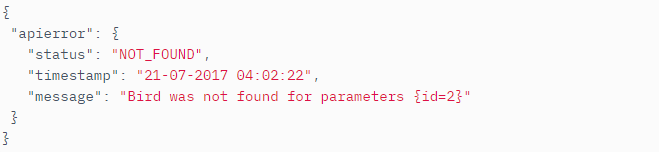 {
 "apierror": {
   "status": "NOT_FOUND",
   "timestamp": "21-07-2017 04:02:22",
   "message": "Bird was not found for parameters {id=2}"
 }
}